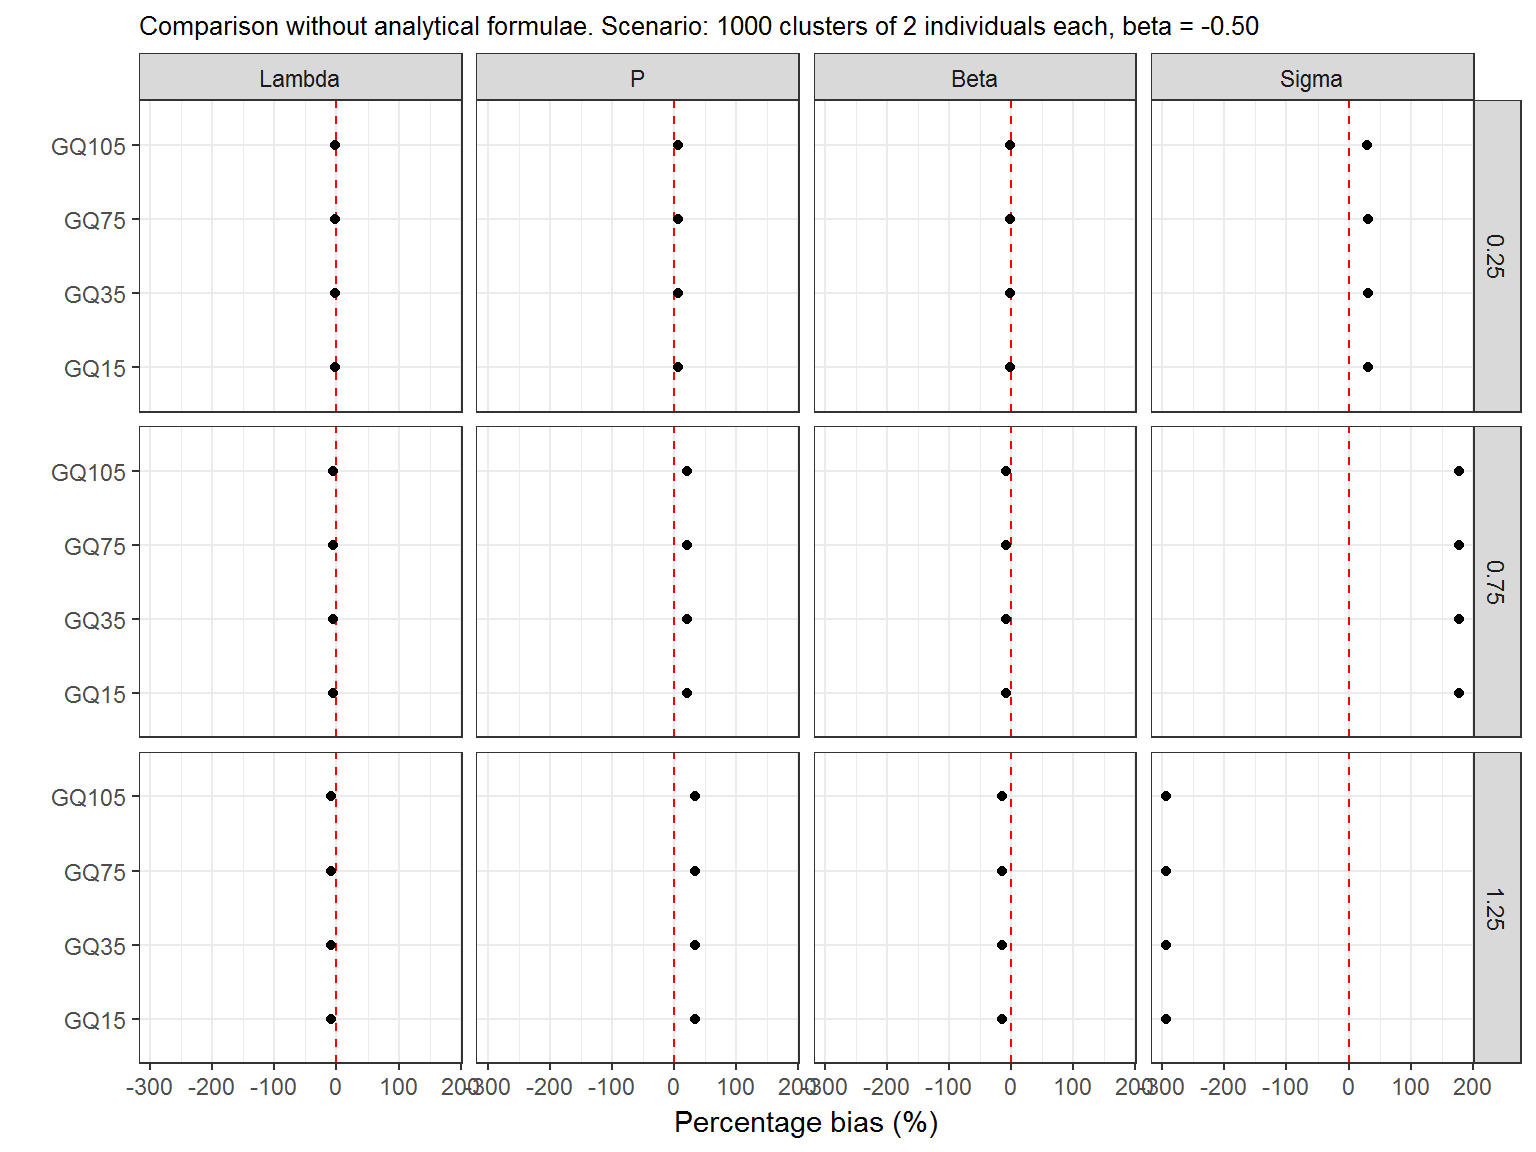 Comparison without analytical formulae. Scenario: 1000 clusters of 2 individuals each, beta = -0.50
Lambda P Beta Sigma
GQ105
GQ75
GQ35
GQ15
0.25
GQ105
GQ75
GQ35
GQ15
0.75
GQ105
GQ75
GQ35
GQ15
1.25
-300 -200 -100 0 100 200 -300 -200 -100 0 100 200 -300 -200 -100 0 100 200 -300 -200 -100 0 100 200
Percentage bias (%)